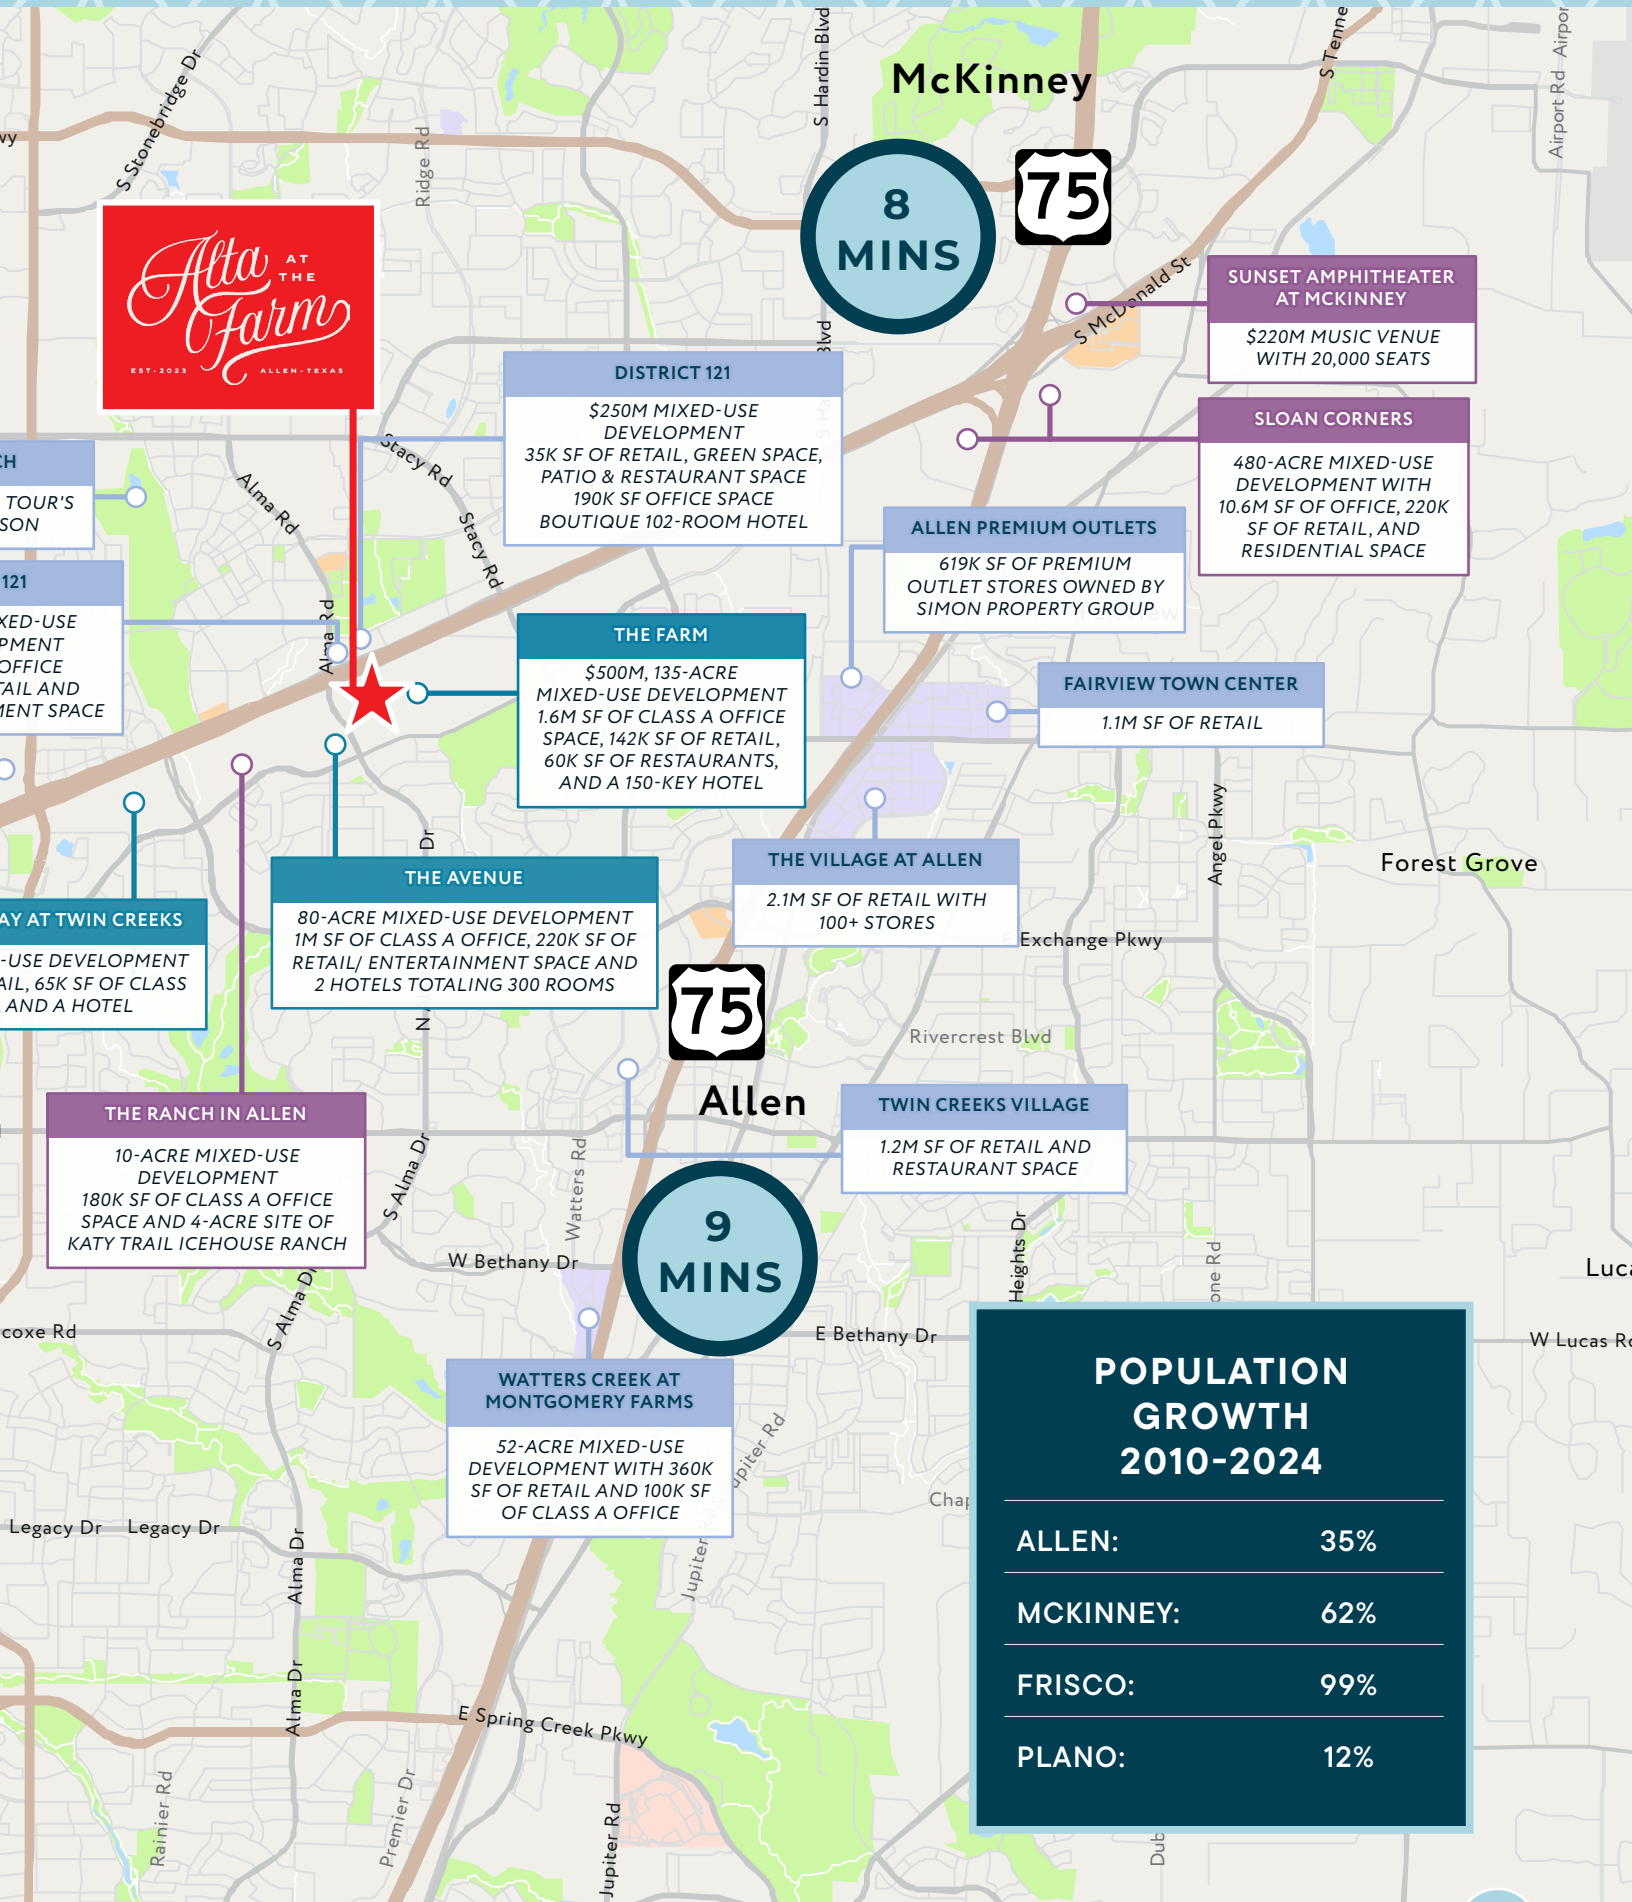 McKinney
S Hardin Blvd
S Stonebridge Dr
Ridge Rd
Airport Rd
8
MINS
75
Alta
AT
THE
Farm
EST·2023
ALLEN·TEXAS
S McDonald St
SUNSET AMPHITHEATER
AT MCKINNEY
$220M MUSIC VENUE
WITH 20,000 SEATS
DISTRICT 121
$250M MIXED-USE
DEVELOPMENT
35K SF OF RETAIL, GREEN SPACE,
PATIO & RESTAURANT SPACE
190K SF OFFICE SPACE
BOUTIQUE 102-ROOM HOTEL
SLOAN CORNERS
480-ACRE MIXED-USE
DEVELOPMENT WITH
10.6M SF OF OFFICE, 220K
SF OF RETAIL, AND
RESIDENTIAL SPACE
Stacy Rd
Alma Rd
Stacy Rd
TOUR'S
ALLEN PREMIUM OUTLETS
619K SF OF PREMIUM
OUTLET STORES OWNED BY
SIMON PROPERTY GROUP
121
OFFICE
AND
SPACE
Alma Rd
THE FARM
$500M, 135-ACRE
MIXED-USE DEVELOPMENT
1.6M SF OF CLASS A OFFICE
SPACE, 142K SF OF RETAIL,
60K SF OF RESTAURANTS,
AND A 150-KEY HOTEL
FAIRVIEW TOWN CENTER
1.1M SF OF RETAIL
Angel Pkwy
Forest Grove
THE VILLAGE AT ALLEN
2.1M SF OF RETAIL WITH
100+ STORES
Dr
THE AVENUE
80-ACRE MIXED-USE DEVELOPMENT
1M SF OF CLASS A OFFICE, 220K SF OF
RETAIL/ ENTERTAINMENT SPACE AND
2 HOTELS TOTALING 300 ROOMS
AY AT TWIN CREEKS
-USE DEVELOPMENT
AIL, 65K SF OF CLASS
AND A HOTEL
E Exchange Pkwy
75
Rivercrest Blvd
Allen
THE RANCH IN ALLEN
10-ACRE MIXED-USE
DEVELOPMENT
180K SF OF CLASS A OFFICE
SPACE AND 4-ACRE SITE OF
KATY TRAIL ICEHOUSE RANCH
TWIN CREEKS VILLAGE
1.2M SF OF RETAIL AND
RESTAURANT SPACE
S Alma Dr
Watters Rd
W Bethany Dr
9
MINS
Heights Dr
S Alma Dr
coxe Rd
E Bethany Dr
W Lucas Rd
WATTERS CREEK AT
MONTGOMERY FARMS
52-ACRE MIXED-USE
DEVELOPMENT WITH 360K
SF OF RETAIL AND 100K SF
OF CLASS A OFFICE
Jupiter Rd
Legacy Dr
Legacy Dr
Alma Dr
Alma Dr
E Spring Creek Pkwy
Rainier Rd
Premier Dr
Jupiter Rd
POPULATION
GROWTH
2010-2024
ALLEN: 35%
MCKINNEY: 62%
FRISCO: 99%
PLANO: 12%